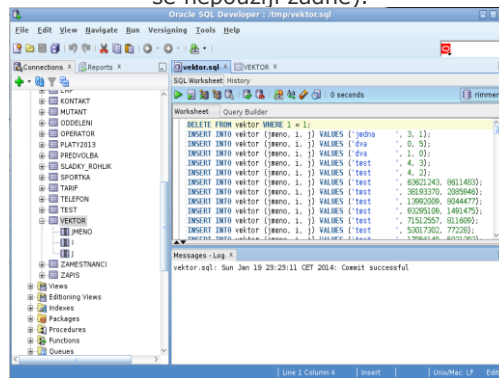 se nepoužijí žádné).
Oracle SQL Developer : /tmp/vektor.sql
File Edit View Navigate Run Versioning Tools Help
Connections Reports
vektor.sql VEKTOR
SQL Worksheet History
0 seconds rimmer
Worksheet Query Builder
KONTAKT
MUTANT
ODDELENI
OPERATOR
PLATY2013
PREDVOLBA
SLADKY_ROHLIK
SPORTKA
TARIF
TELEFON
TEST
VEKTOR
JMENO
I
J
ZAMESTNANCI
ZAPIS
Views
Editioning Views
Indexes
Packages
Procedures
Functions
Queues
DELETE FROM vektor WHERE 1 = 1;
INSERT INTO vektor (jmeno, i, j) VALUES ('jedna ', 3, 1);
INSERT INTO vektor (jmeno, i, j) VALUES ('dva ', 0, 5);
INSERT INTO vektor (jmeno, i, j) VALUES ('dva ', 1, 0);
INSERT INTO vektor (jmeno, i, j) VALUES ('test ', 4, 3);
INSERT INTO vektor (jmeno, i, j) VALUES ('test ', 4, 2);
INSERT INTO vektor (jmeno, i, j) VALUES ('test ', 63621243, 8611483);
INSERT INTO vektor (jmeno, i, j) VALUES ('test ', 38193370, 2085946);
INSERT INTO vektor (jmeno, i, j) VALUES ('test ', 13992009, 8044477);
INSERT INTO vektor (jmeno, i, j) VALUES ('test ', 93295109, 1491475);
INSERT INTO vektor (jmeno, i, j) VALUES ('test ', 71512557, 811609);
INSERT INTO vektor (jmeno, i, j) VALUES ('test ', 53017302, 77228);
Messages - Log
vektor.sql: Sun Jan 19 23:23:11 CET 2014: Commit successful
Line 1 Column 4 Insert Unix/Mac: LF Edit